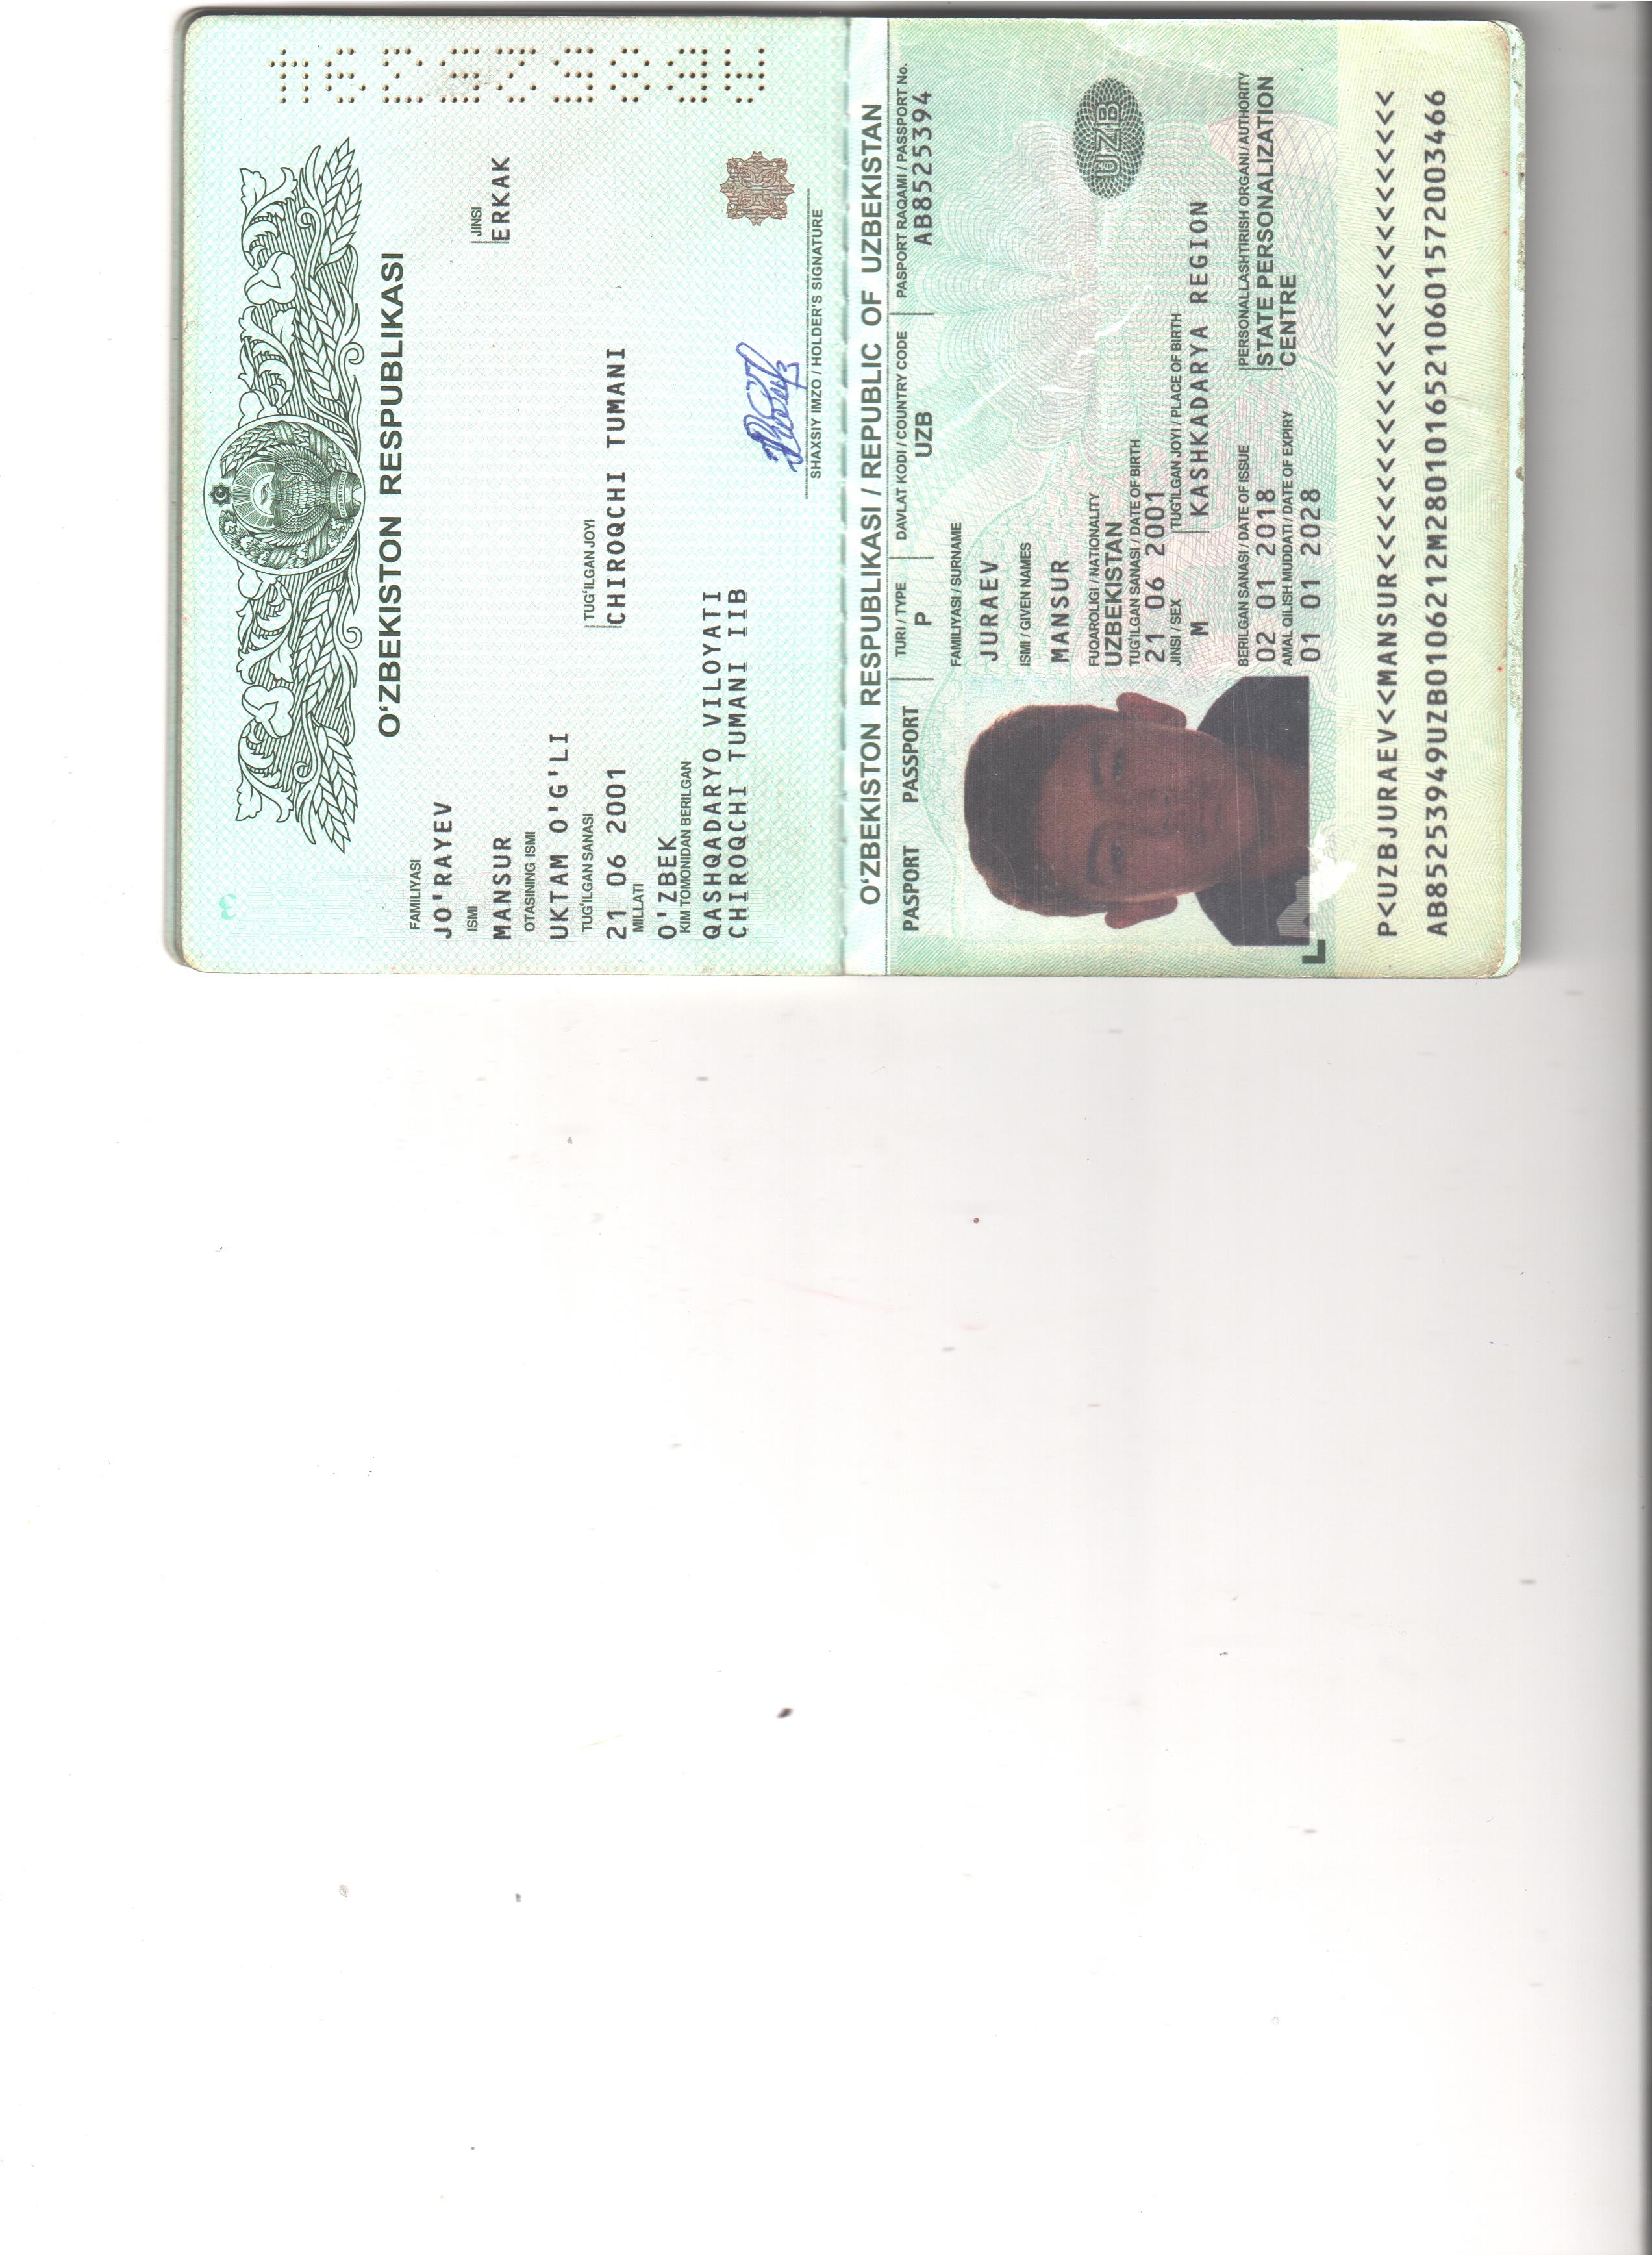 O'ZBEKISTON RESPUBLIKASI
FAMILIYASI
JO'RAYEV
ISMI
JINSI
MANSUR
ERKAK
OTASINING ISMI
UKTAM O'G'LI
TUG'ILGAN SANASI
TUG'ILGAN JOYI
21 06 2001
CHIROQCHI TUMANI
MILLATI
O'ZBEK
KIM TOMONIDAN BERILGAN
QASHQADARYO VILOYATI
CHIROQCHI TUMANI IIB
SHAXSIY IMZO / HOLDER'S SIGNATURE
O'ZBEKISTON RESPUBLIKASI / REPUBLIC OF UZBEKISTAN
PASPORT PASSPORT
TURI / TYPE
DAVLAT KODI / COUNTRY CODE
PASPORT RAQAMI / PASSPORT No.
P
UZB
AB8525394
FAMILIYASI / SURNAME
JURAEV
ISMI / GIVEN NAMES
MANSUR
FUQAROLIGI / NATIONALITY
UZBEKISTAN
UZB
TUG'ILGAN SANASI / DATE OF BIRTH
21 06 2001
JINSI / SEX
TUG'ILGAN JOYI / PLACE OF BIRTH
M
KASHKADARYA REGION
BERILGAN SANASI / DATE OF ISSUE
PERSONALLASHTIRISH ORGANI / AUTHORITY
02 01 2018
STATE PERSONALIZATION
AMAL QILISH MUDDATI / DATE OF EXPIRY
CENTRE
01 01 2028
P<UZBJURAEV<<MANSUR<<<<<<<<<<<<<<<<<<<<<<<<<
AB85253949UZB0106212M28010165210601572003466